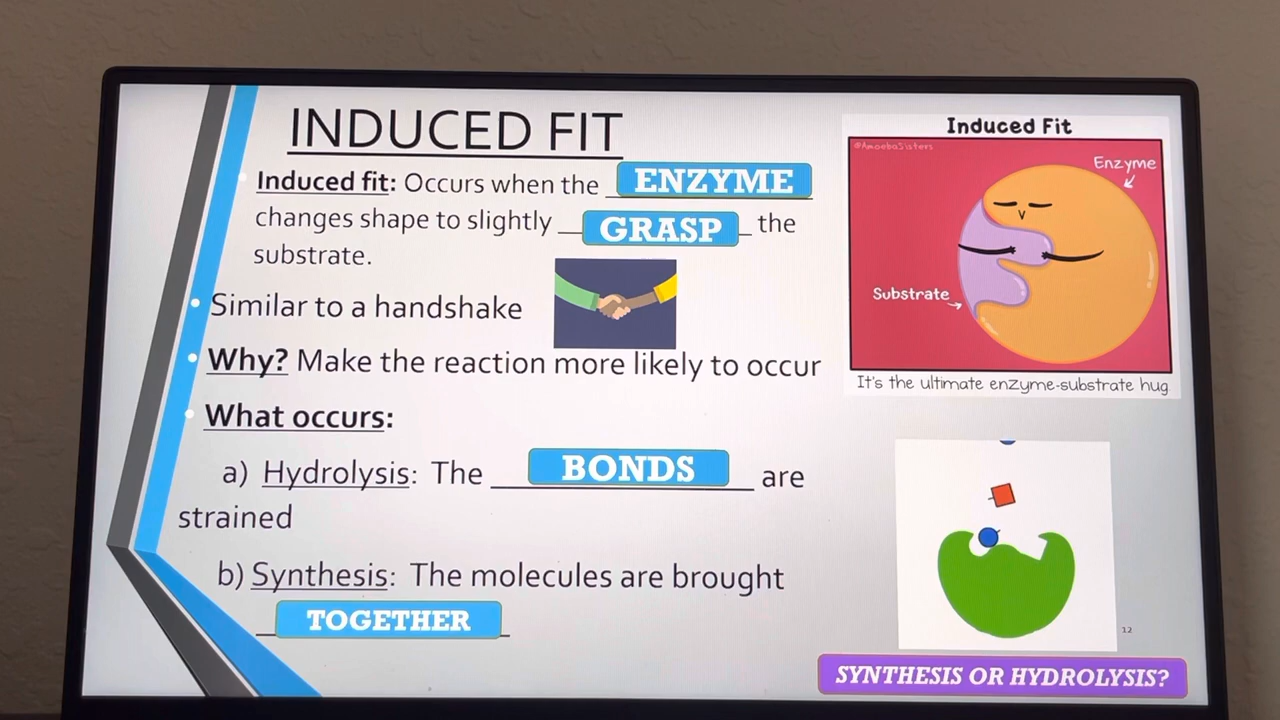 INDUCED FIT
Induced fit: Occurs when the ENZYME
changes shape to slightly GRASP the
substrate.
Similar to a handshake
Why? Make the reaction more likely to occur
What occurs:
a) Hydrolysis: The BONDS are
strained
b) Synthesis: The molecules are brought
TOGETHER
Induced Fit
@AmoebaSisters
Enzyme
Substrate
It's the ultimate enzyme-substrate hug
12
SYNTHESIS OR HYDROLYSIS?